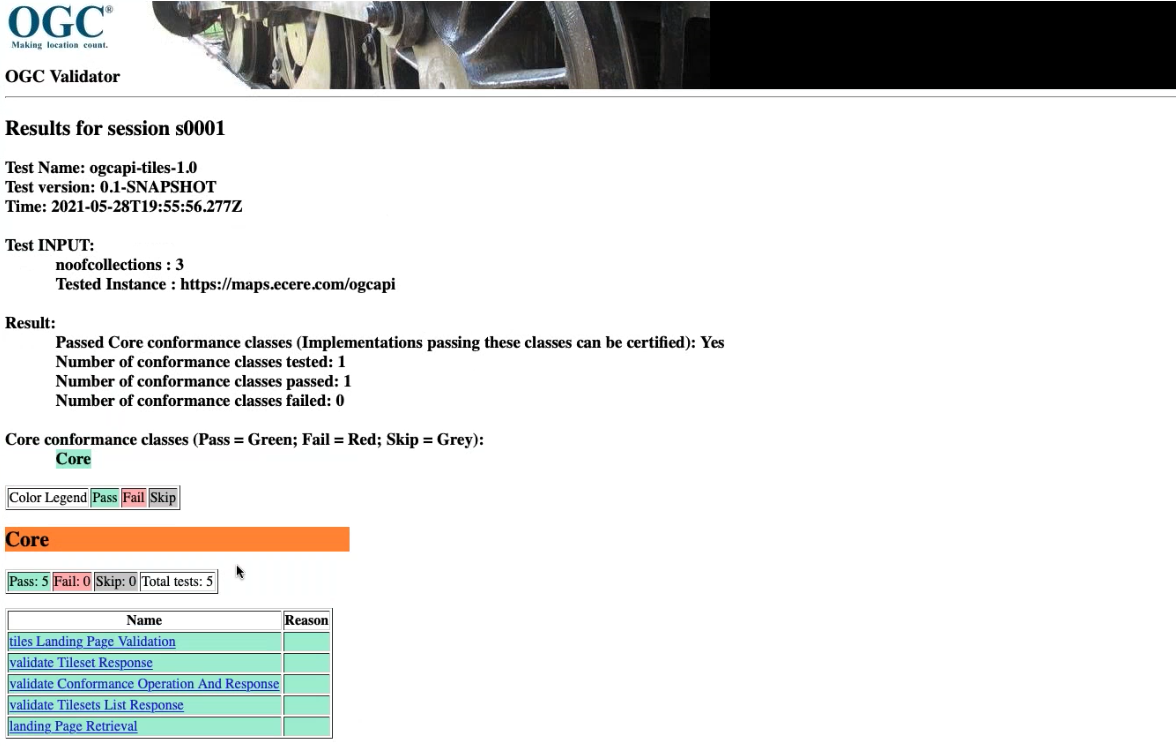 OGC®
Making location count.
OGC Validator
Results for session s0001
Test Name: ogcapi-tiles-1.0
Test version: 0.1-SNAPSHOT
Time: 2021-05-28T19:55:56.277Z
Test INPUT:
noofcollections : 3
Tested Instance : https://maps.ecere.com/ogcapi
Result:
Passed Core conformance classes (Implementations passing these classes can be certified): Yes
Number of conformance classes tested: 1
Number of conformance classes passed: 1
Number of conformance classes failed: 0
Core conformance classes (Pass = Green; Fail = Red; Skip = Grey):
Core
Color Legend Pass Fail Skip
Core
Pass: 5 Fail: 0 Skip: 0 Total tests: 5
Name Reason
tiles Landing Page Validation
validate Tileset Response
validate Conformance Operation And Response
validate Tilesets List Response
landing Page Retrieval